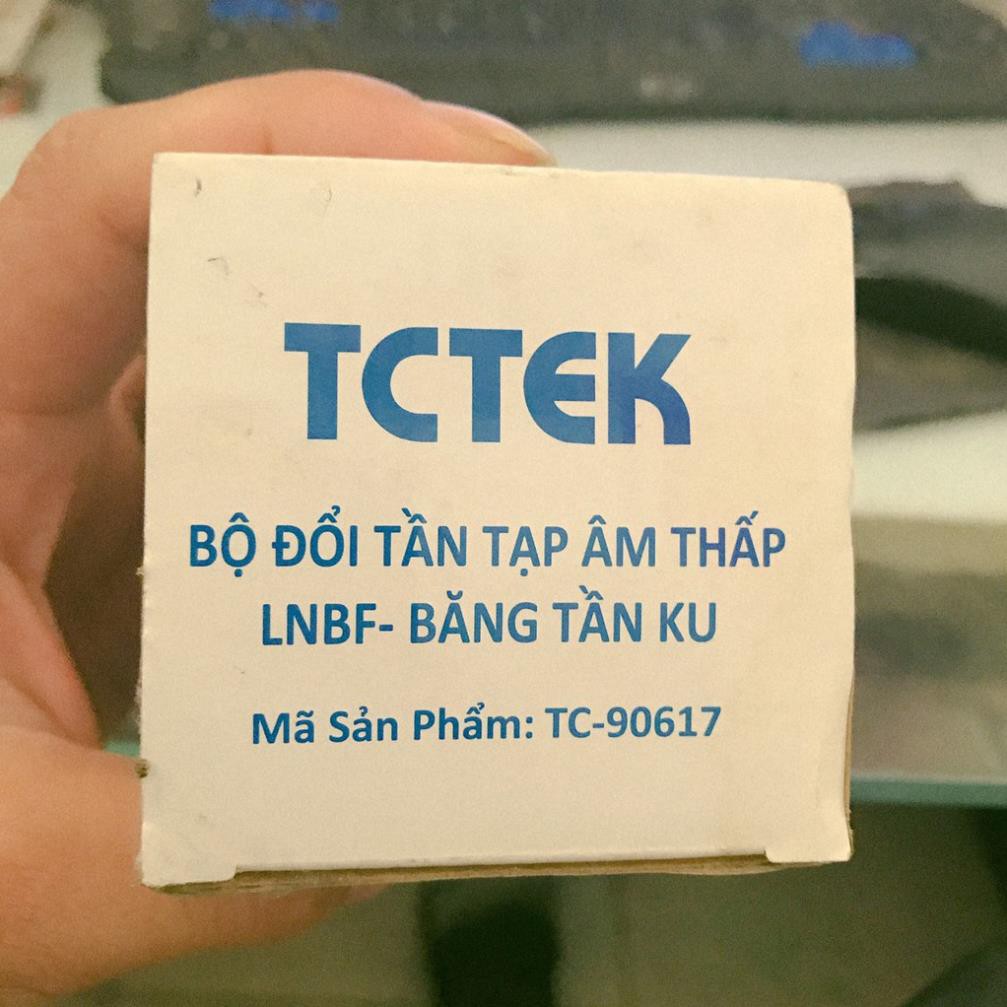 TCTEK
BỘ ĐỔI TẦN TẠP ÂM THẤP
LNBF- BĂNG TẦN KU
Mã Sản Phẩm: TC-90617